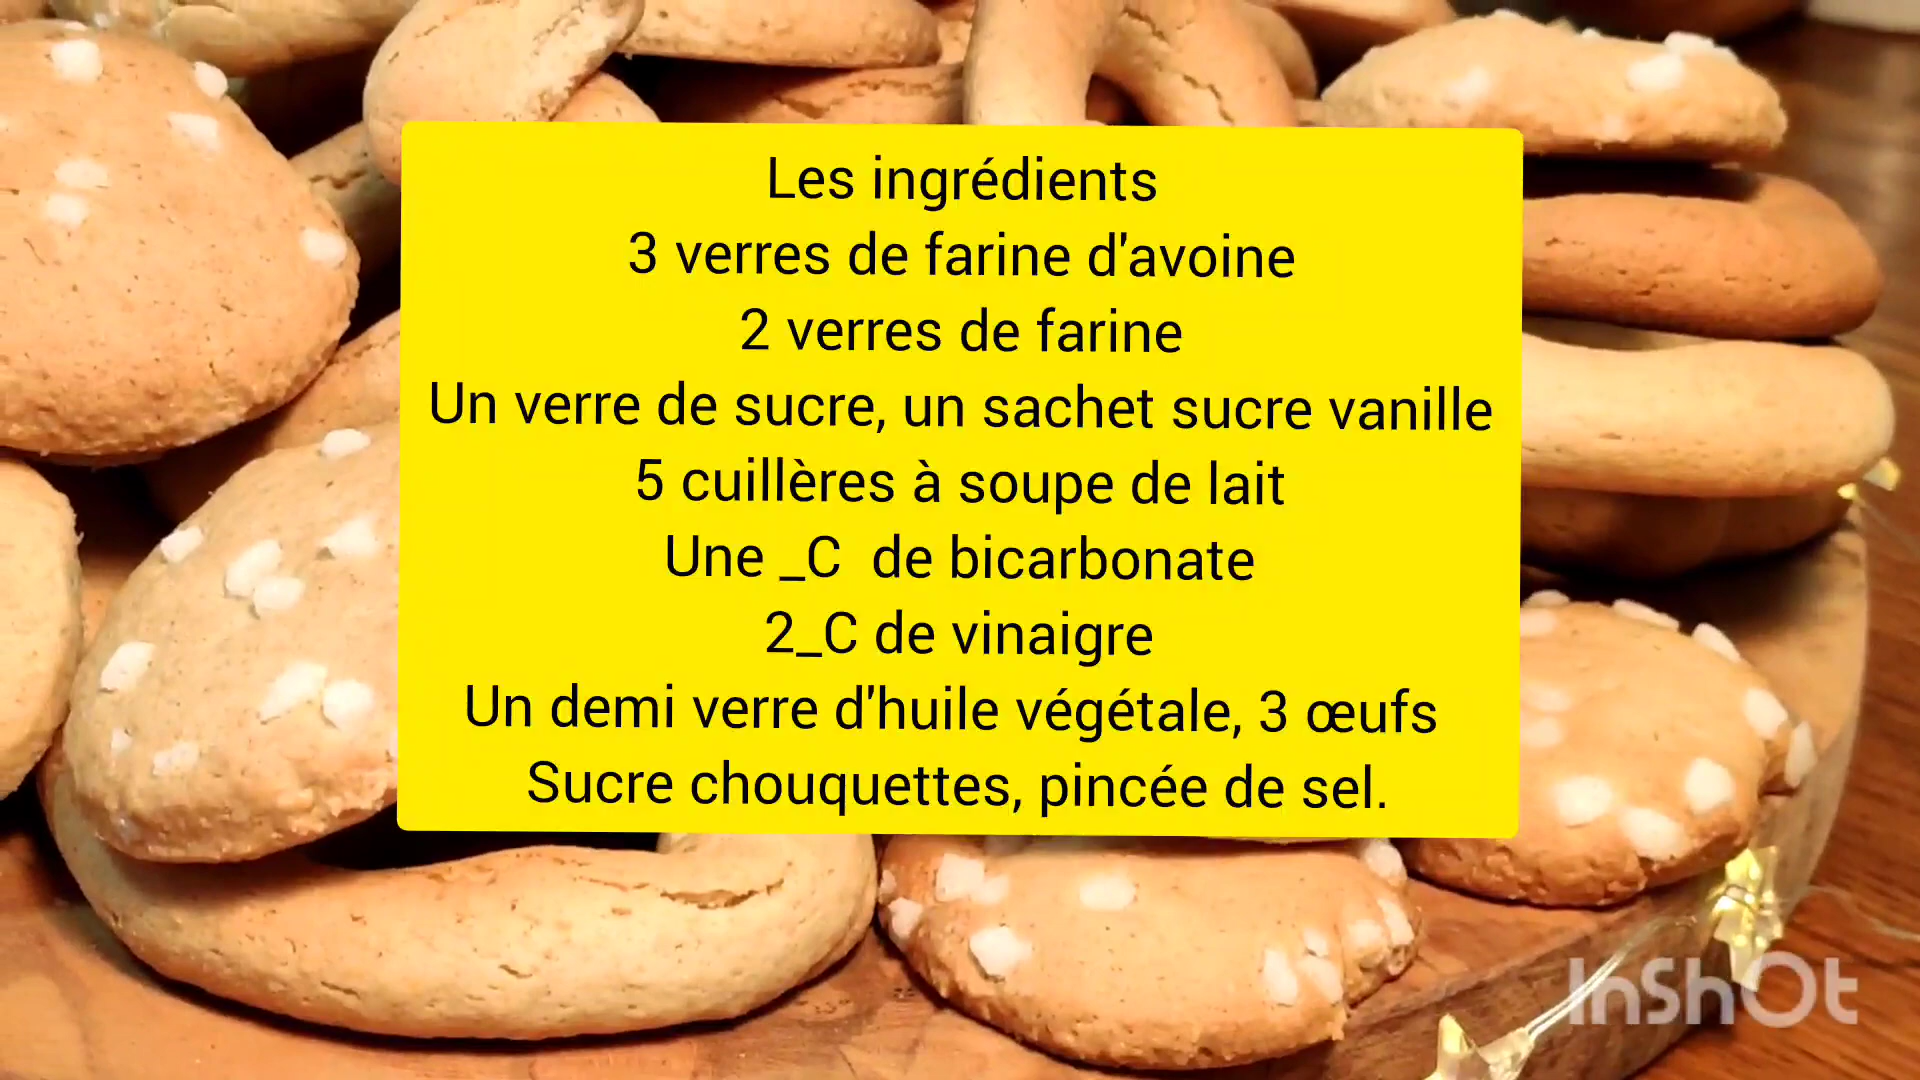 Les ingrédients
3 verres de farine d'avoine
2 verres de farine
Un verre de sucre, un sachet sucre vanille
5 cuillères à soupe de lait
Une _C  de bicarbonate
2_C de vinaigre
Un demi verre d'huile végétale, 3 œufs
Sucre chouquettes, pincée de sel.
InShOt